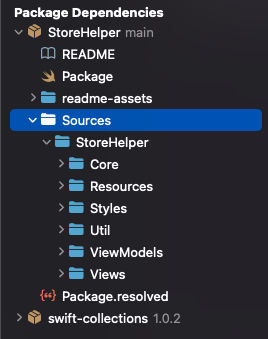 Package Dependencies
StoreHelper main
README
Package
readme-assets
Sources
StoreHelper
Core
Resources
Styles
Util
ViewModels
Views
Package.resolved
swift-collections 1.0.2